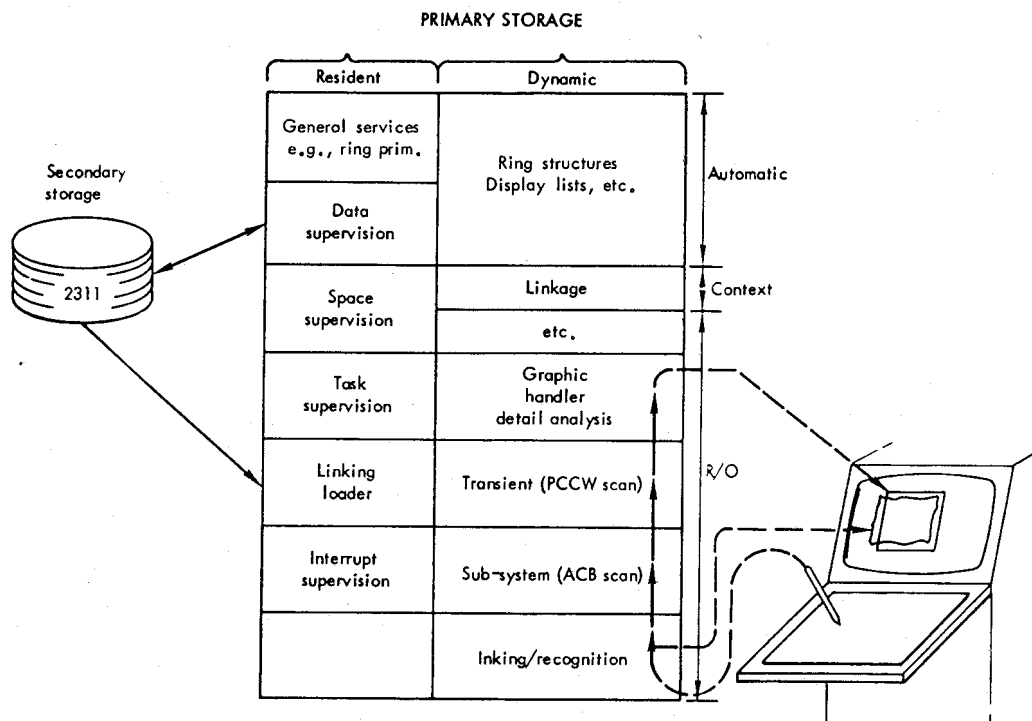 PRIMARY STORAGE
Resident
Dynamic
General services
e.g., ring prim.
Ring structures
Display lists, etc.
Automatic
Secondary
storage
2311
Data
supervision
Space
supervision
Linkage
Context
etc.
Task
supervision
Graphic
handler
detail analysis
R/O
Linking
loader
Transient (PCCW scan)
Interrupt
supervision
Sub-system (ACB scan)
Inking/recognition